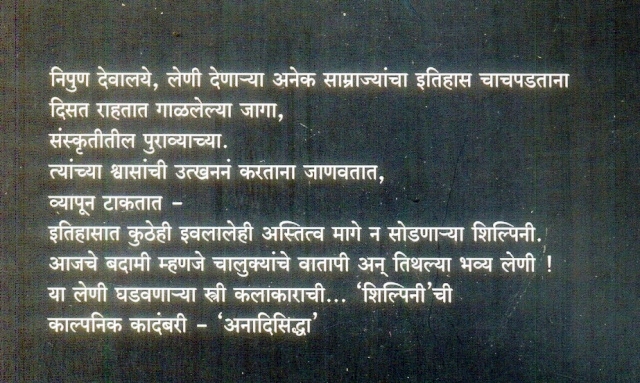 निपुण देवालये, लेणी देणाऱ्या अनेक साम्राज्यांचा इतिहास चाचपडताना
दिसत राहतात गाळलेल्या जागा,
संस्कृतीतील पुराव्याच्या.
त्यांच्या श्वासांची उत्खननं करताना जाणवतात,
व्यापून टाकतात –
इतिहासात कुठेही इवलालेही अस्तित्व मागे न सोडणाऱ्या शिल्पिनी.
आजचे बदामी म्हणजे चालुक्यांचे वातापी अन् तिथल्या भव्य लेणी !
या लेणी घडवणाऱ्या स्त्री कलाकाराची... ‘शिल्पिनी’ची
काल्पनिक कादंबरी – ‘अनादिसिद्धा’